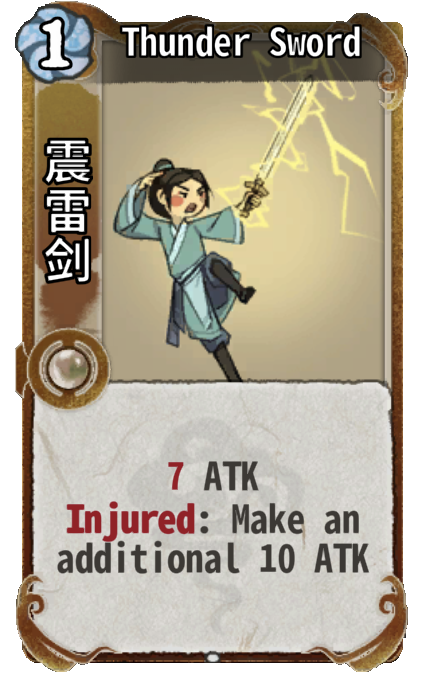 1
Thunder Sword
震雷剑
7 ATK
Injured: Make an
additional 10 ATK